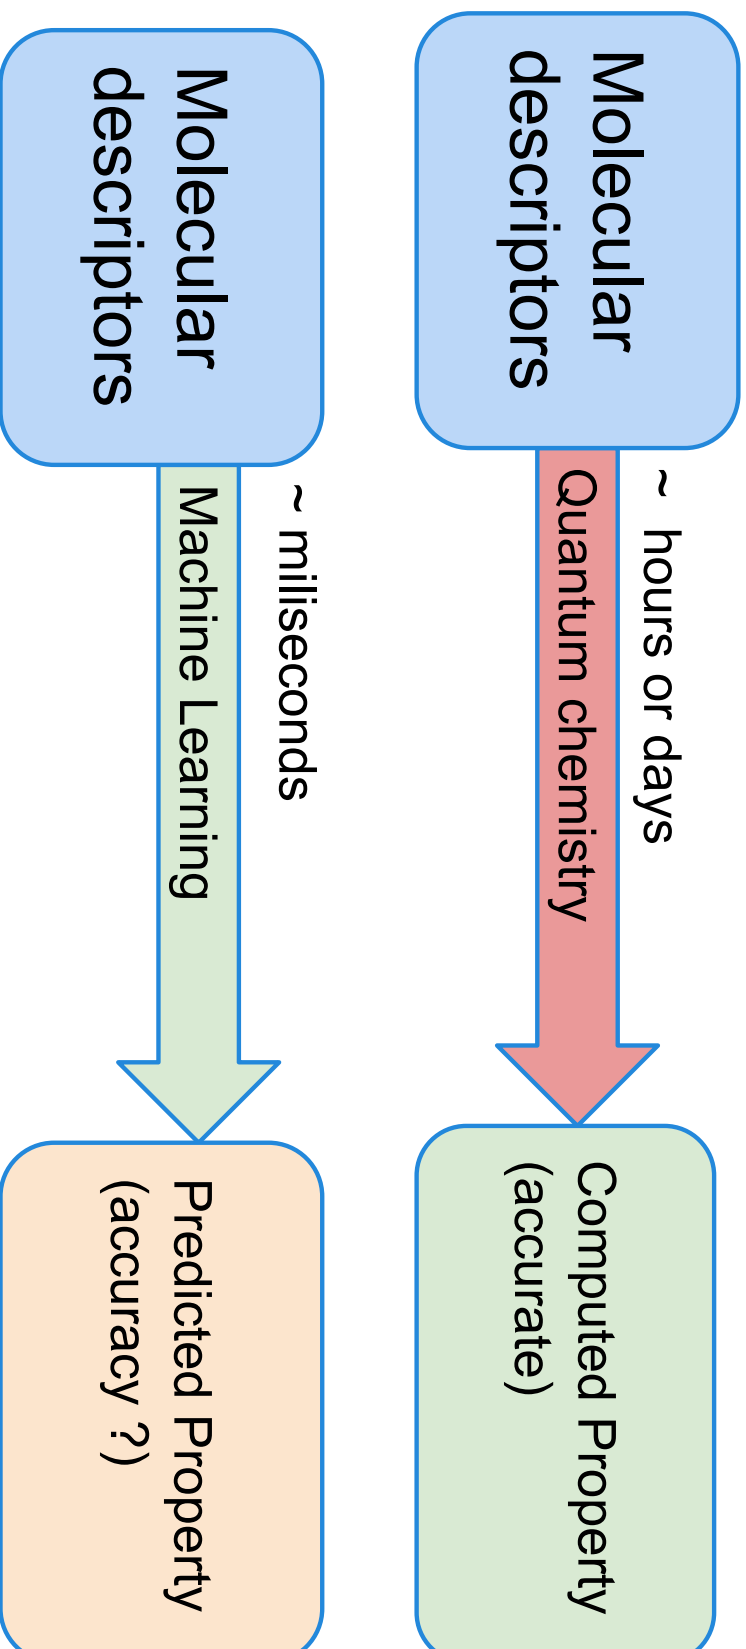 Molecular
descriptors
~ hours or days
Quantum chemistry
Computed Property
(accurate)
Molecular
descriptors
~ miliseconds
Machine Learning
Predicted Property
(accuracy ?)